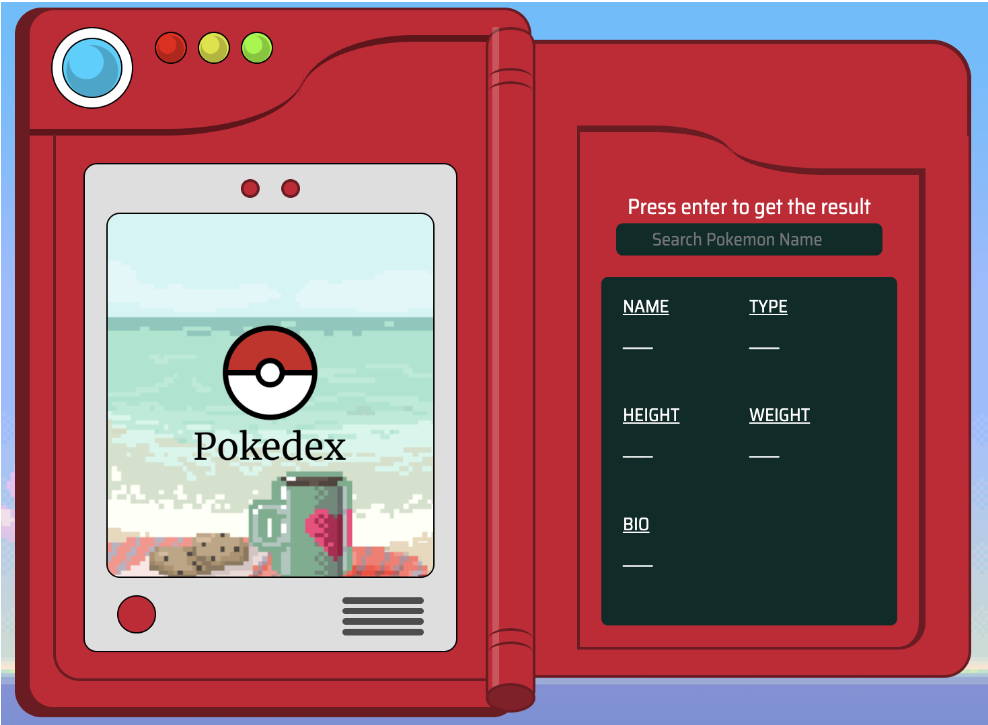 Pokedex
Press enter to get the result
Search Pokemon Name
NAME TYPE
HEIGHT WEIGHT
BIO